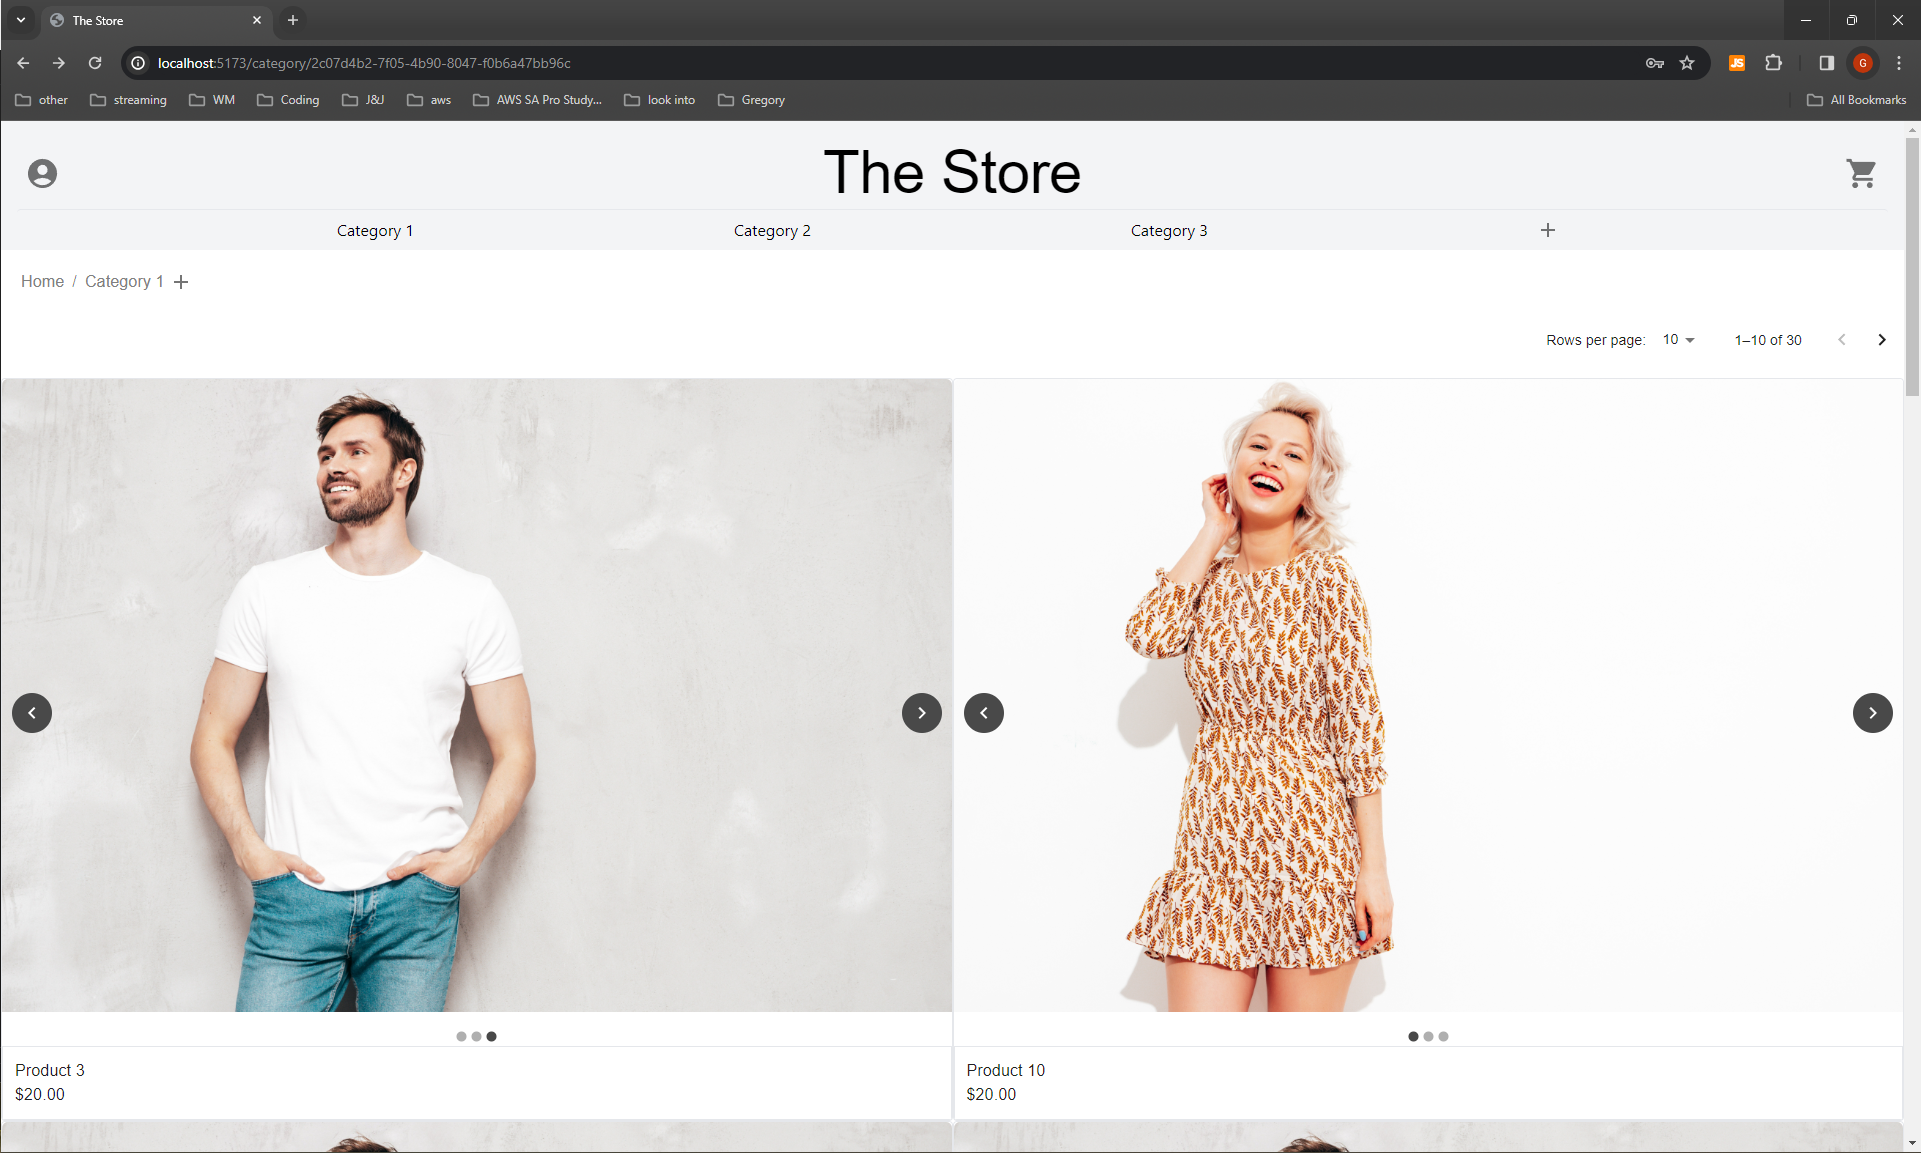 The Store
localhost:5173/category/2c07d4b2-7f05-4b90-8047-f0b6a47bb96c
JS
G
other streaming WM Coding J&J aws AWS SA Pro Study... look into Gregory All Bookmarks
The Store
Category 1 Category 2 Category 3
Home / Category 1
Rows per page: 10 1–10 of 30
Product 3
$20.00
Product 10
$20.00